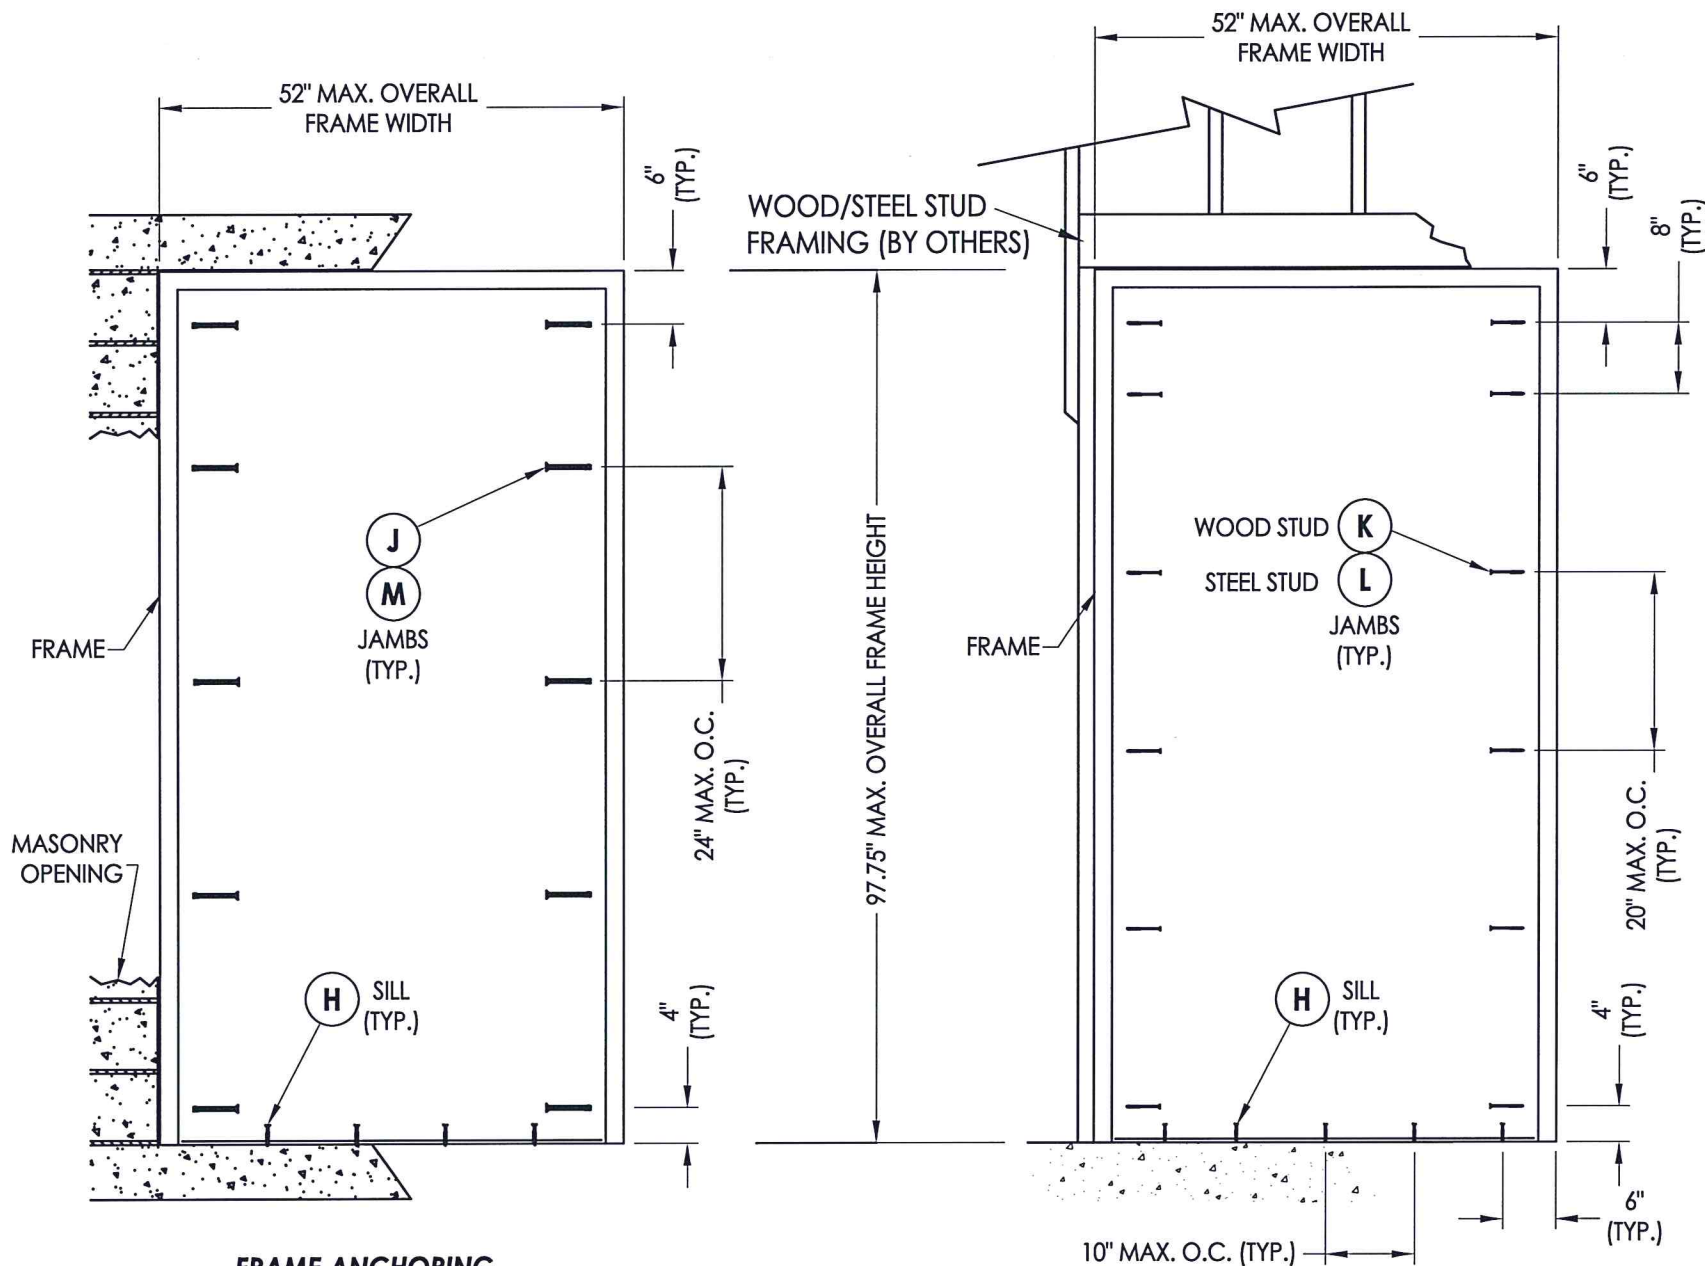 52" MAX. OVERALL
FRAME WIDTH
6"
(TYP.)
FRAME
J
M
JAMBS
(TYP.)
24" MAX. O.C.
(TYP.)
MASONRY
OPENING
H
SILL
(TYP.)
4"
(TYP.)
FRAME ANCHORING
97.75" MAX. OVERALL FRAME HEIGHT
52" MAX. OVERALL
FRAME WIDTH
WOOD/STEEL STUD
FRAMING (BY OTHERS)
6"
(TYP.)
8"
(TYP.)
WOOD STUD K
STEEL STUD L
JAMBS
(TYP.)
FRAME
20" MAX. O.C.
(TYP.)
H
SILL
(TYP.)
4"
(TYP.)
6"
(TYP.)
10" MAX. O.C. (TYP.)